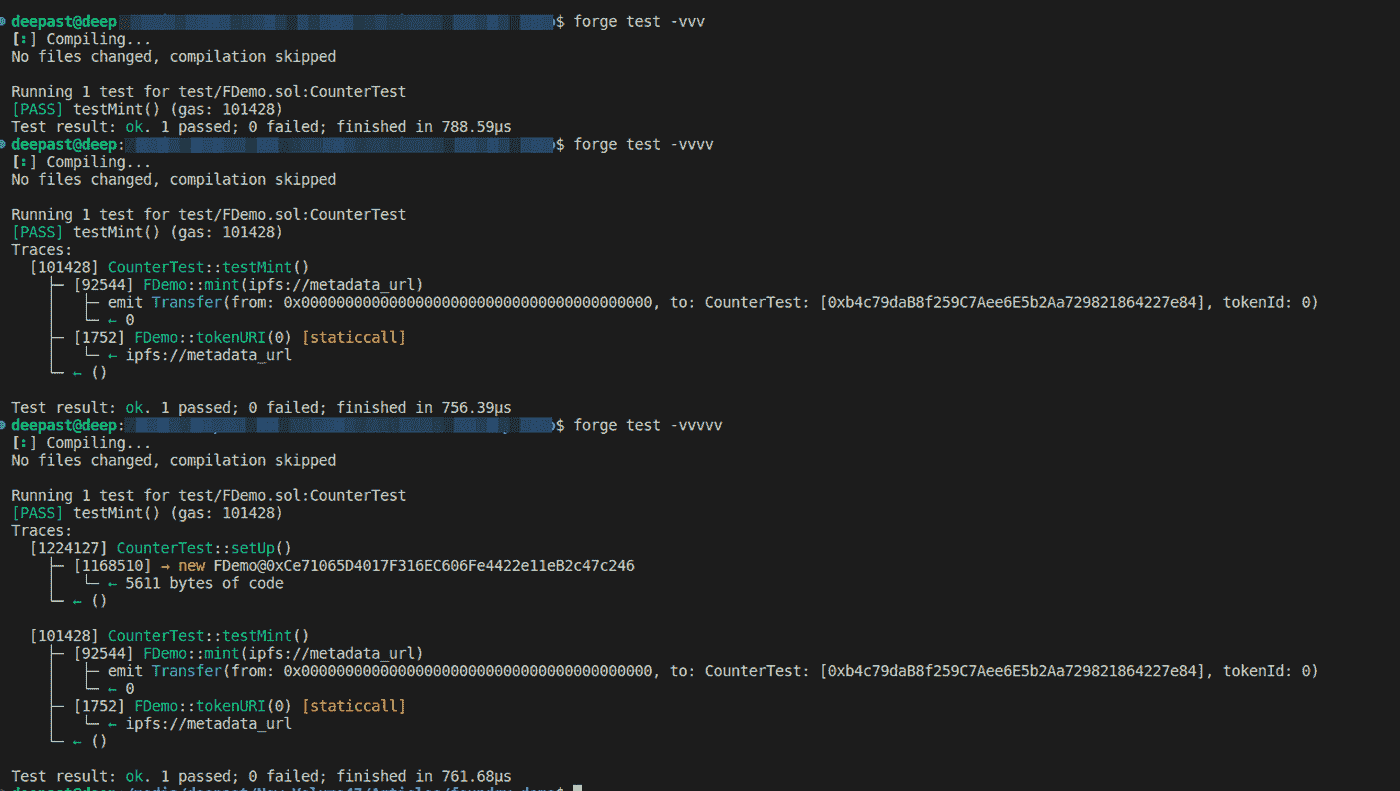 deepast@deep $ forge test -vvv
[:] Compiling...
No files changed, compilation skipped
Running 1 test for test/FDemo.sol:CounterTest
[PASS] testMint() (gas: 101428)
Test result: ok. 1 passed; 0 failed; finished in 788.59µs
deepast@deep: $ forge test -vvvv
[:] Compiling...
No files changed, compilation skipped
Running 1 test for test/FDemo.sol:CounterTest
[PASS] testMint() (gas: 101428)
Traces:
[101428] CounterTest::testMint()
├─ [92544] FDemo::mint(ipfs://metadata_url)
│ ├─ emit Transfer(from: 0x0000000000000000000000000000000000000000, to: CounterTest: [0xb4c79daB8f259C7Aee6E5b2Aa729821864227e84], tokenId: 0)
│ └─ ← 0
├─ [1752] FDemo::tokenURI(0) [staticcall]
│ └─ ← ipfs://metadata_url
└─ ← ()
Test result: ok. 1 passed; 0 failed; finished in 756.39µs
deepast@deep: $ forge test -vvvvv
[:] Compiling...
No files changed, compilation skipped
Running 1 test for test/FDemo.sol:CounterTest
[PASS] testMint() (gas: 101428)
Traces:
[1224127] CounterTest::setUp()
├─ [1168510] → new FDemo@0xCe71065D4017F316EC606Fe4422e11eB2c47c246
│ └─ ← 5611 bytes of code
└─ ← ()
[101428] CounterTest::testMint()
├─ [92544] FDemo::mint(ipfs://metadata_url)
│ ├─ emit Transfer(from: 0x0000000000000000000000000000000000000000, to: CounterTest: [0xb4c79daB8f259C7Aee6E5b2Aa729821864227e84], tokenId: 0)
│ └─ ← 0
├─ [1752] FDemo::tokenURI(0) [staticcall]
│ └─ ← ipfs://metadata_url
└─ ← ()
Test result: ok. 1 passed; 0 failed; finished in 761.68µs